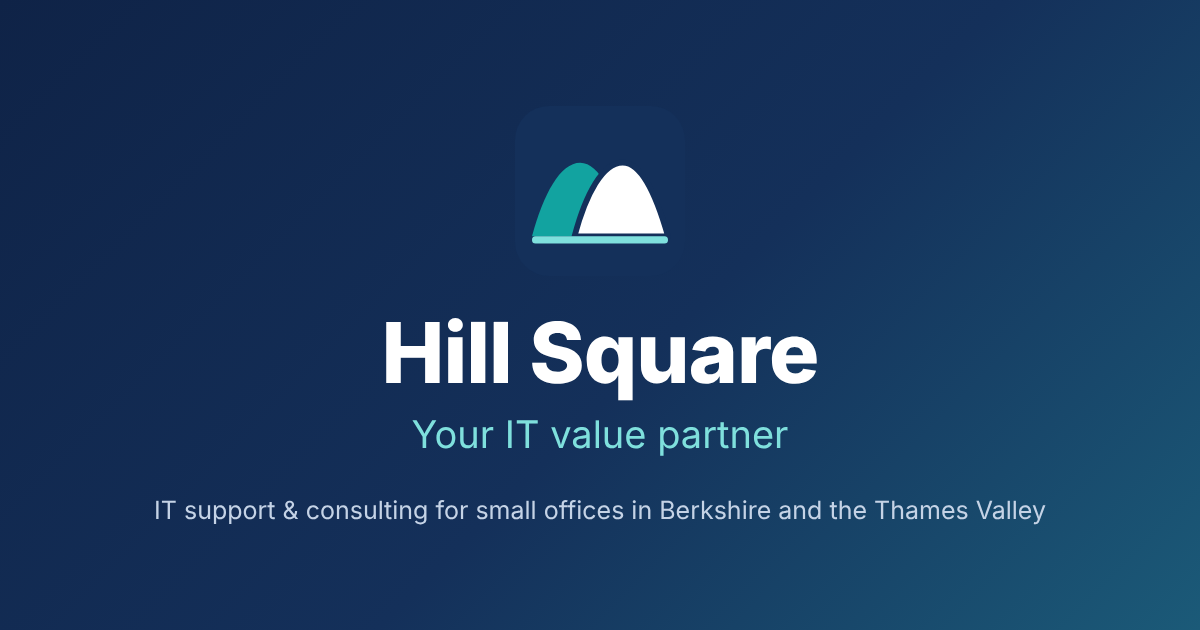 Hill Square
Your IT value partner
IT support & consulting for small offices in Berkshire and the Thames Valley